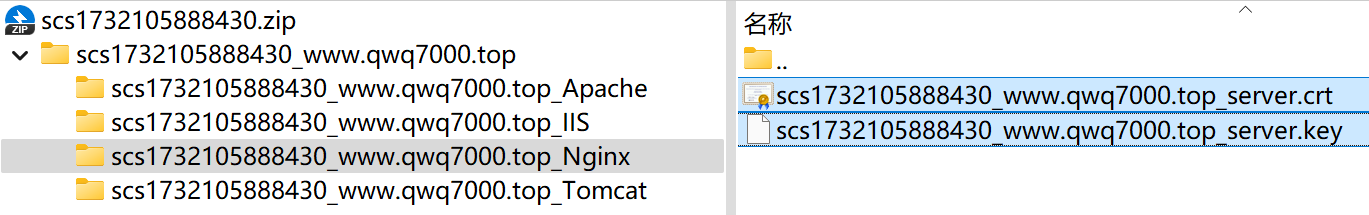 scs1732105888430.zip
ZIP
scs1732105888430_www.qwq7000.top
scs1732105888430_www.qwq7000.top_Apache
scs1732105888430_www.qwq7000.top_IIS
scs1732105888430_www.qwq7000.top_Nginx
scs1732105888430_www.qwq7000.top_Tomcat
名称
..
scs1732105888430_www.qwq7000.top_server.crt
scs1732105888430_www.qwq7000.top_server.key